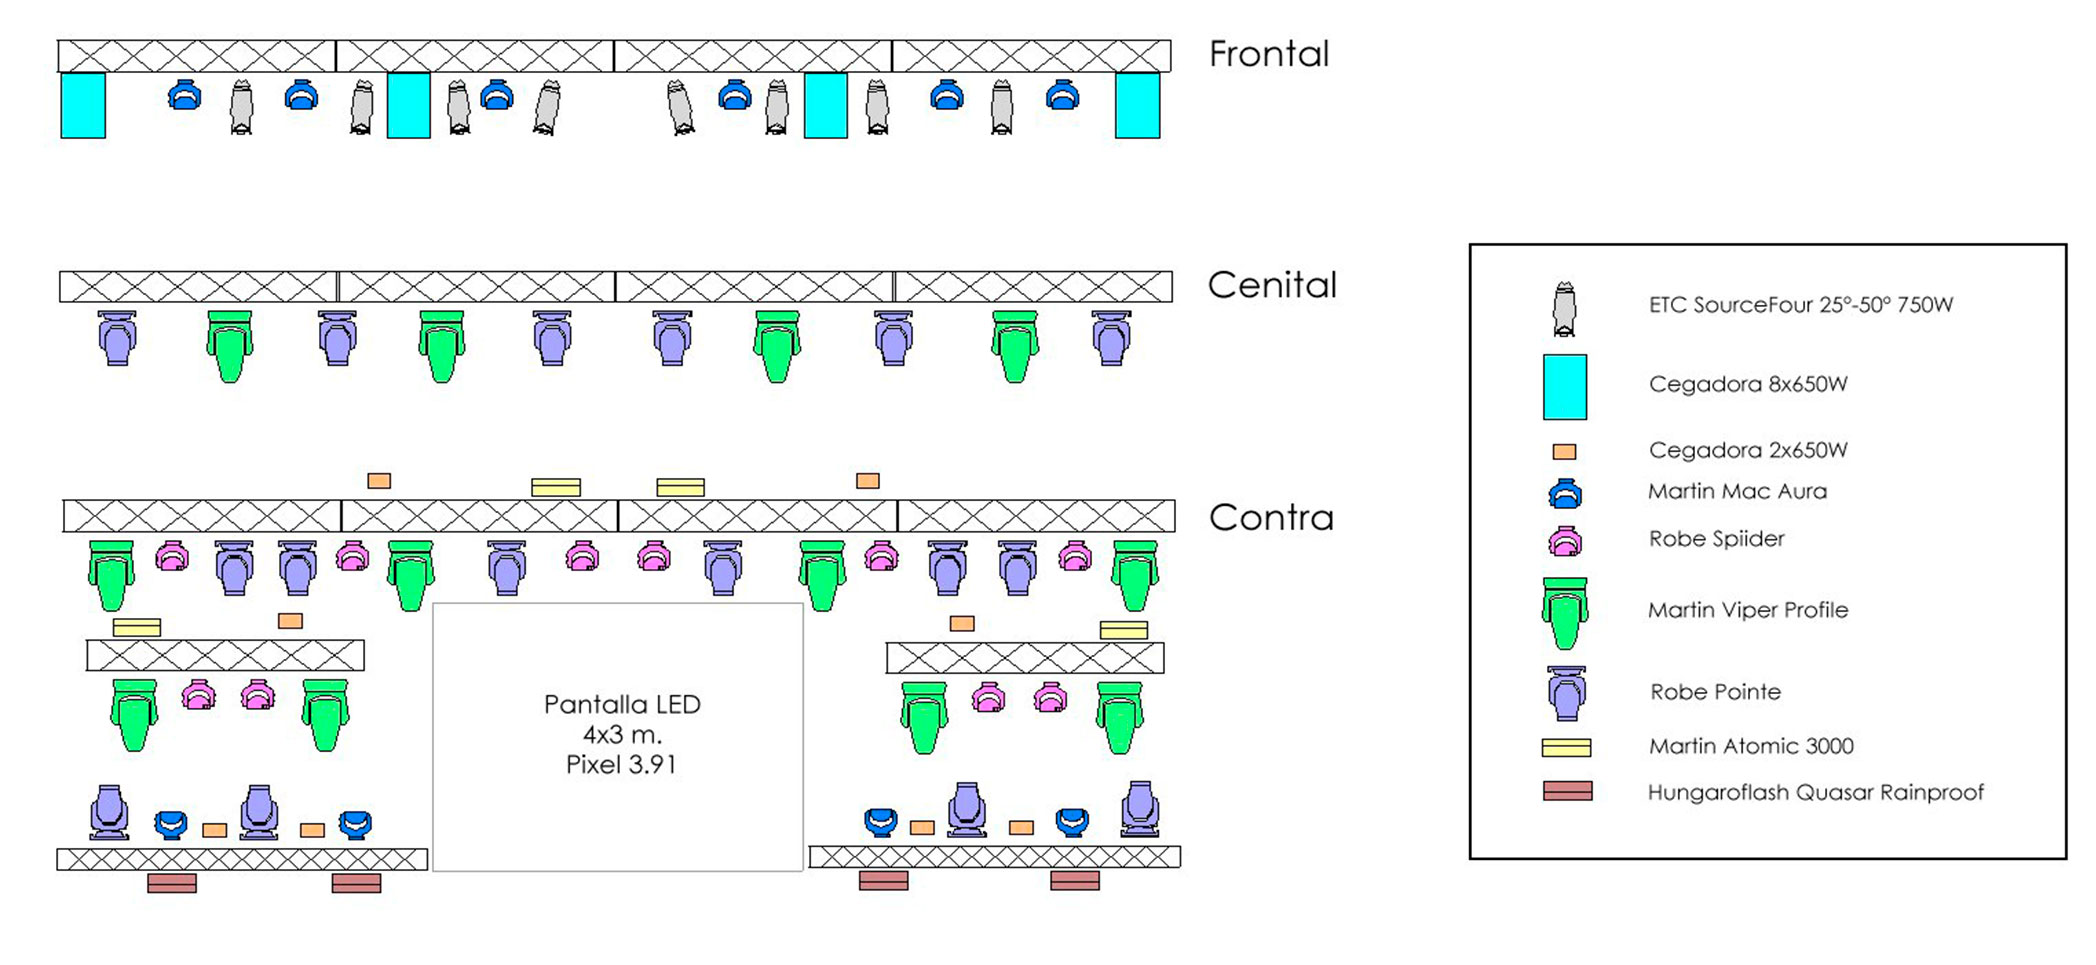 Frontal
Cenital
Contra
Pantalla LED
4x3 m.
Pixel 3.91
ETC SourceFour 25º-50º 750W
Cegadora 8x650W
Cegadora 2x650W
Martin Mac Aura
Robe Spiider
Martin Viper Profile
Robe Pointe
Martin Atomic 3000
Hungaroflash Quasar Rainproof